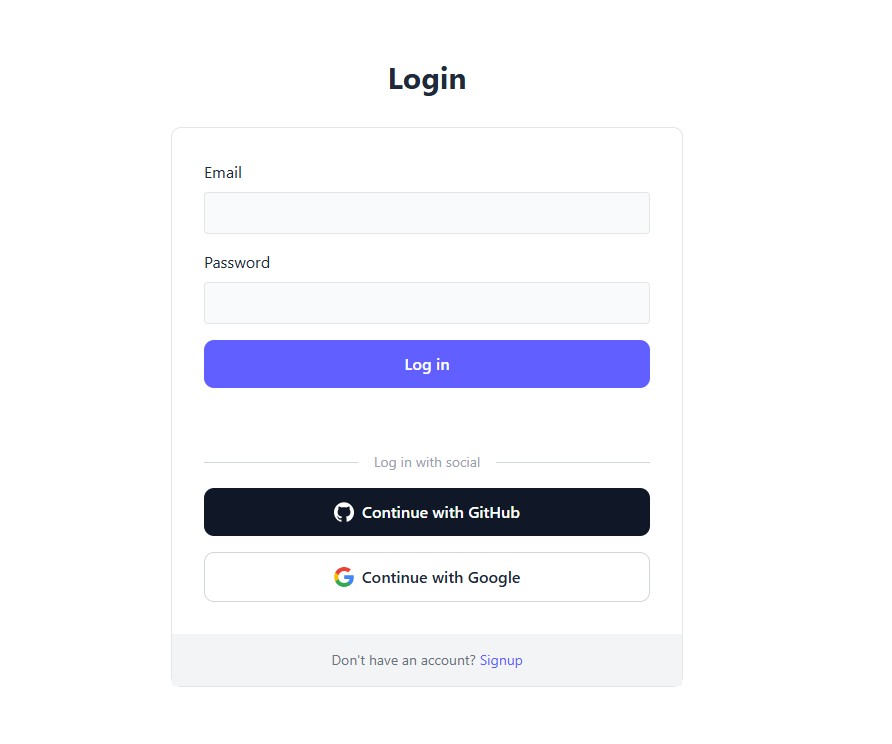 Login
Email
Password
Log in
Log in with social
Continue with GitHub
Continue with Google
Don't have an account? Signup